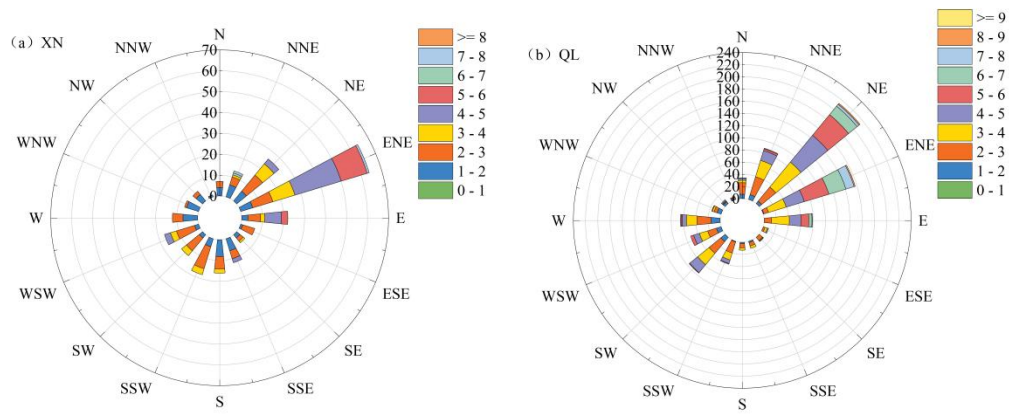 (a) XN
N
NNE
NE
ENE
E
ESE
SE
SSE
S
SSW
SW
WSW
W
WNW
NW
NNW
70
60
50
40
30
20
10
0
>= 8
7 - 8
6 - 7
5 - 6
4 - 5
3 - 4
2 - 3
1 - 2
0 - 1
(b) QL
N
NNE
NE
ENE
E
ESE
SE
SSE
S
SSW
SW
WSW
W
WNW
NW
NNW
240
220
200
180
160
140
120
100
80
60
40
20
0
>= 9
8 - 9
7 - 8
6 - 7
5 - 6
4 - 5
3 - 4
2 - 3
1 - 2
0 - 1